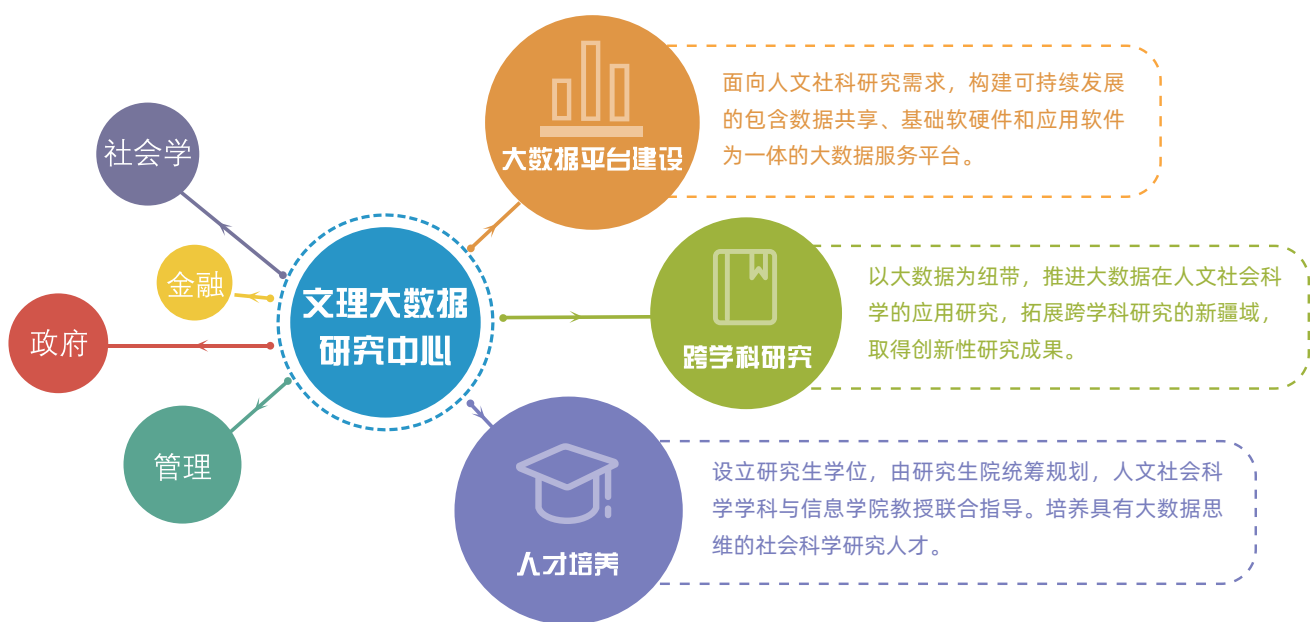 社会学
金融
政府
管理
文理大数据
研究中心
大数据平台建设
面向人文社科研究需求，构建可持续发展
的包含数据共享、基础软硬件和应用软件
为一体的大数据服务平台。
跨学科研究
以大数据为纽带，推进大数据在人文社会科
学的应用研究，拓展跨学科研究的新疆域，
取得创新性研究成果。
人才培养
设立研究生学位，由研究生院统筹规划，人文社会科
学学科与信息学院教授联合指导。培养具有大数据思
维的社会科学研究人才。